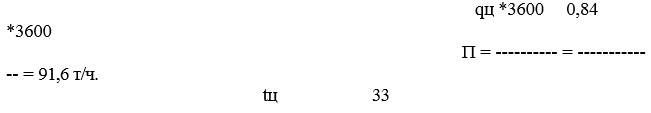 qц *3600 0,84
*3600
П = ---------- = -----------
-- = 91,6 т/ч.
tц 33